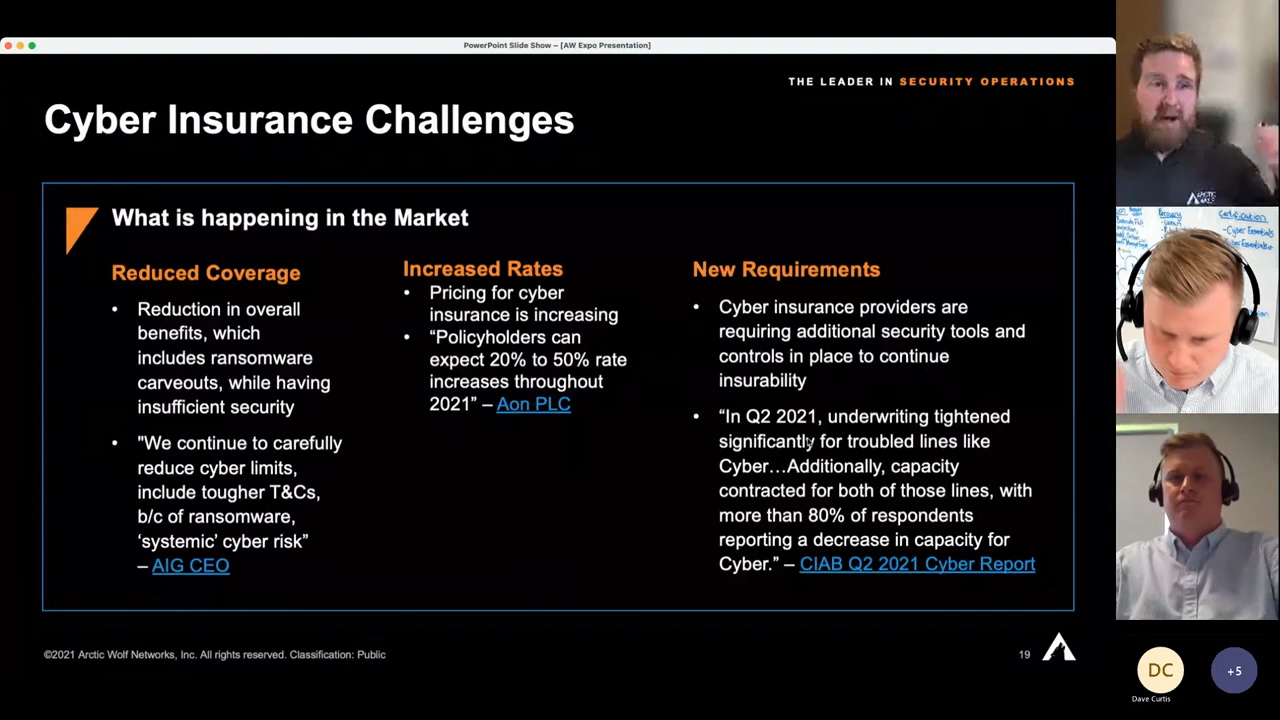 PowerPoint Slide Show – [AW Expo Presentation]
THE LEADER IN SECURITY OPERATIONS
Cyber Insurance Challenges
What is happening in the Market
Reduced Coverage
• Reduction in overall
benefits, which
includes ransomware
carveouts, while having
insufficient security
• "We continue to carefully
reduce cyber limits,
include tougher T&Cs,
b/c of ransomware,
‘systemic’ cyber risk”
– AIG CEO
Increased Rates
• Pricing for cyber
insurance is increasing
• “Policyholders can
expect 20% to 50% rate
increases throughout
2021” – Aon PLC
New Requirements
• Cyber insurance providers are
requiring additional security tools and
controls in place to continue
insurability
• “In Q2 2021, underwriting tightened
significantly for troubled lines like
Cyber…Additionally, capacity
contracted for both of those lines, with
more than 80% of respondents
reporting a decrease in capacity for
Cyber.” – CIAB Q2 2021 Cyber Report
©2021 Arctic Wolf Networks, Inc. All rights reserved. Classification: Public
19
ARCTIC
Recovery
Certification
- Cyber Essentials
DC
Dave Curtis
+5